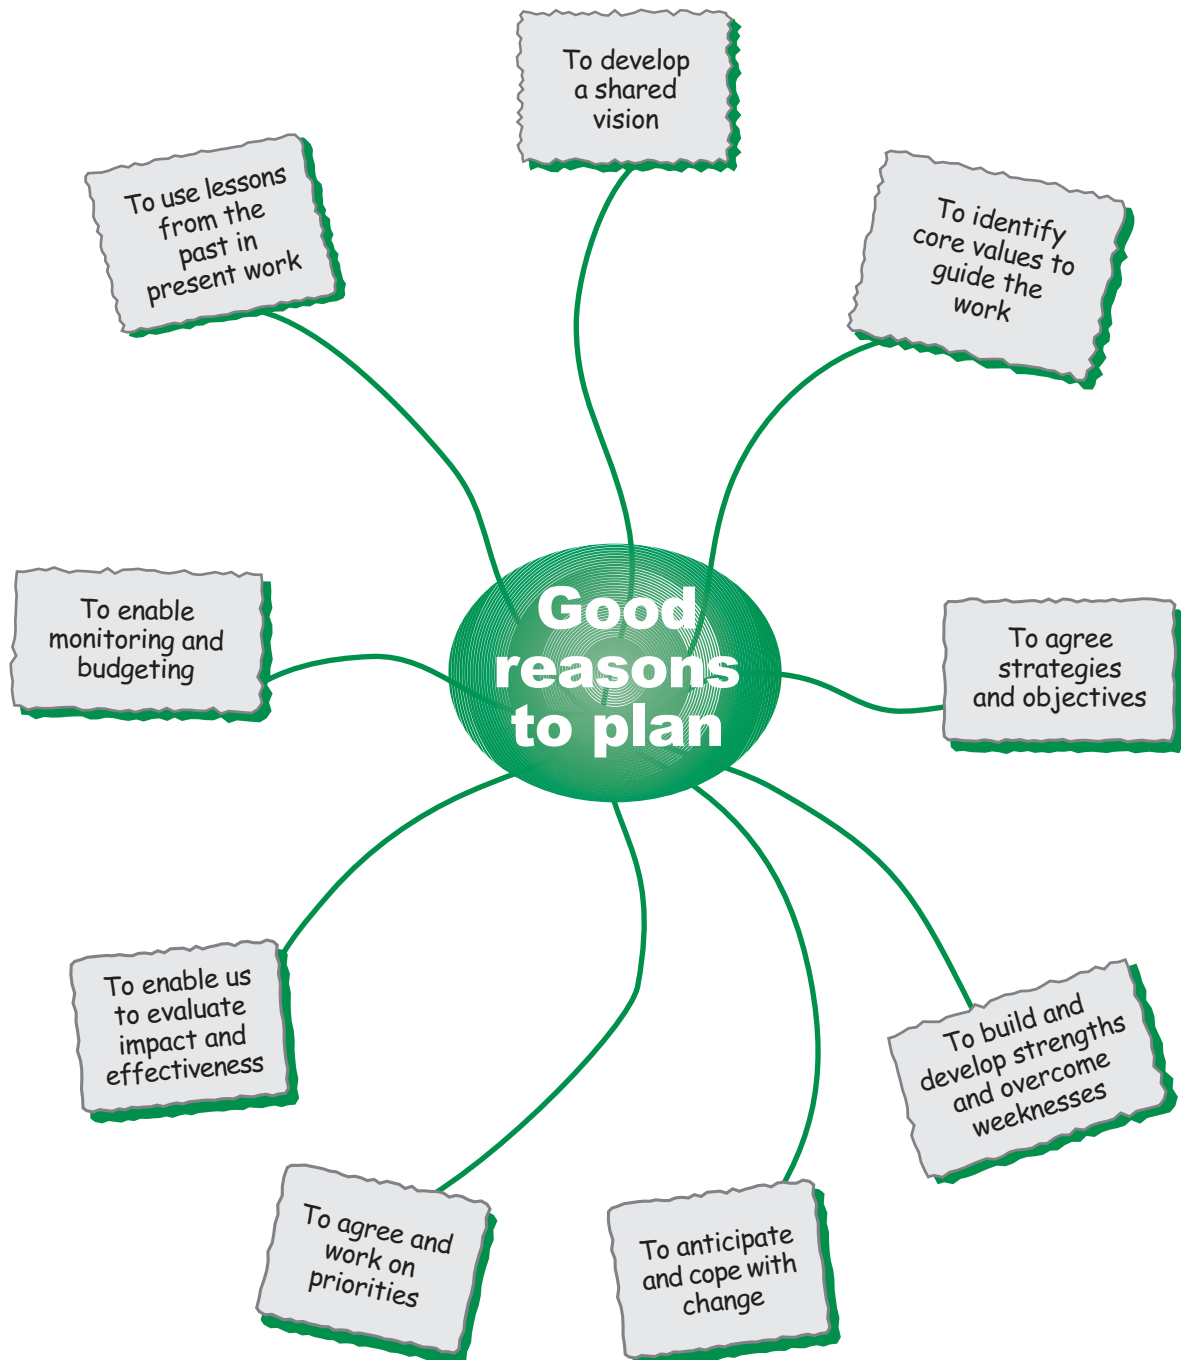 To develop
a shared
vision
To use lessons
from the
past in
present work
To identify
core values to
guide the
work
Good
reasons
to plan
To enable
monitoring and
budgeting
To agree
strategies
and objectives
To enable us
to evaluate
impact and
effectiveness
To build and
develop strengths
and overcome
weeknesses
To agree and
work on
priorities
To anticipate
and cope with
change